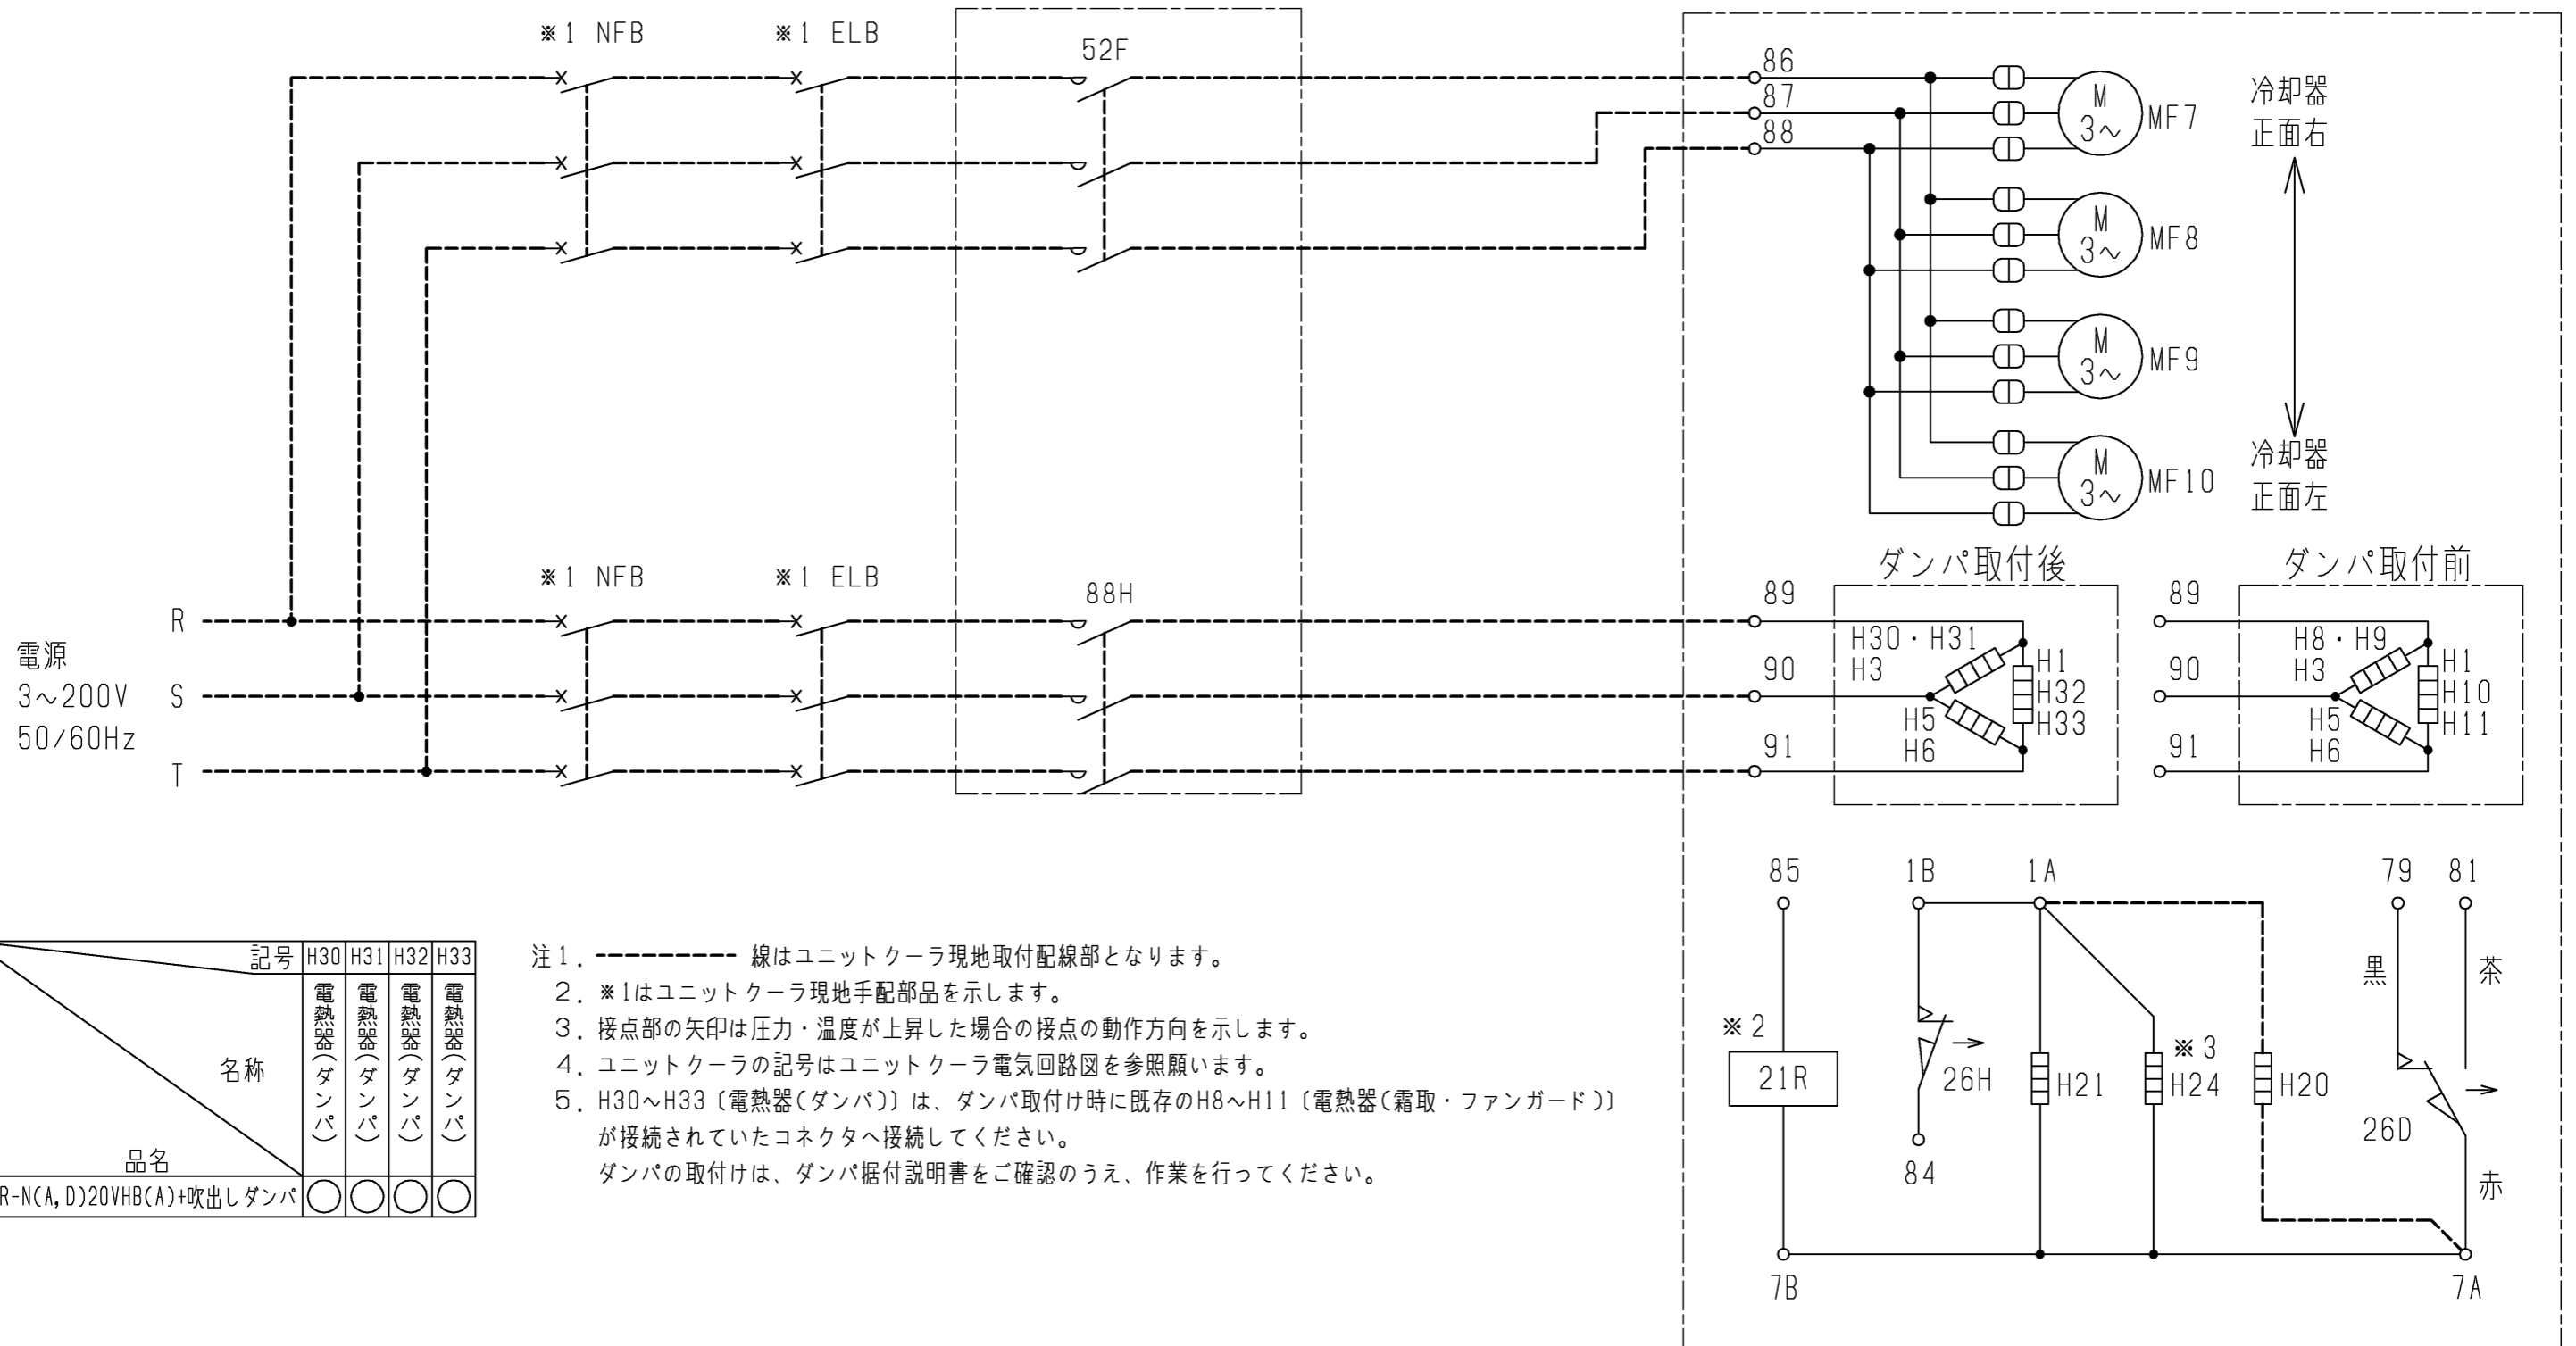 ※1 NFB
※1 ELB
52F
86
87
88
M
3～
MF7
M
3～
MF8
M
3～
MF9
M
3～
MF10
冷却器
正面右
冷却器
正面左
※1 NFB
※1 ELB
88H
電源
3～200V
50/60Hz
R
S
T
ダンパ取付後
89
90
91
H30・H31
H3
H1
H32
H33
H5
H6
ダンパ取付前
89
90
91
H8・H9
H3
H1
H10
H11
H5
H6
85
1B
1A
79
81
黒
茶
※2
21R
26H
84
H21
※3
H24
H20
26D
赤
7B
7A
記号
H30
H31
H32
H33
名称
電熱器(ダンパ)
電熱器(ダンパ)
電熱器(ダンパ)
電熱器(ダンパ)
品名
R-N(A,D)20VHB(A)+吹出しダンパ
○
○
○
○
注1. 線はユニットクーラ現地取付配線部となります。
2. ※1はユニットクーラ現地手配部品を示します。
3. 接点部の矢印は圧力・温度が上昇した場合の接点の動作方向を示します。
4. ユニットクーラの記号はユニットクーラ電気回路図を参照願います。
5. H30～H33〔電熱器(ダンパ)〕は、ダンパ取付け時に既存のH8～H11〔電熱器(霜取・ファンガード)〕
が接続されていたコネクタへ接続してください。
ダンパの取付けは、ダンパ据付説明書をご確認のうえ、作業を行ってください。